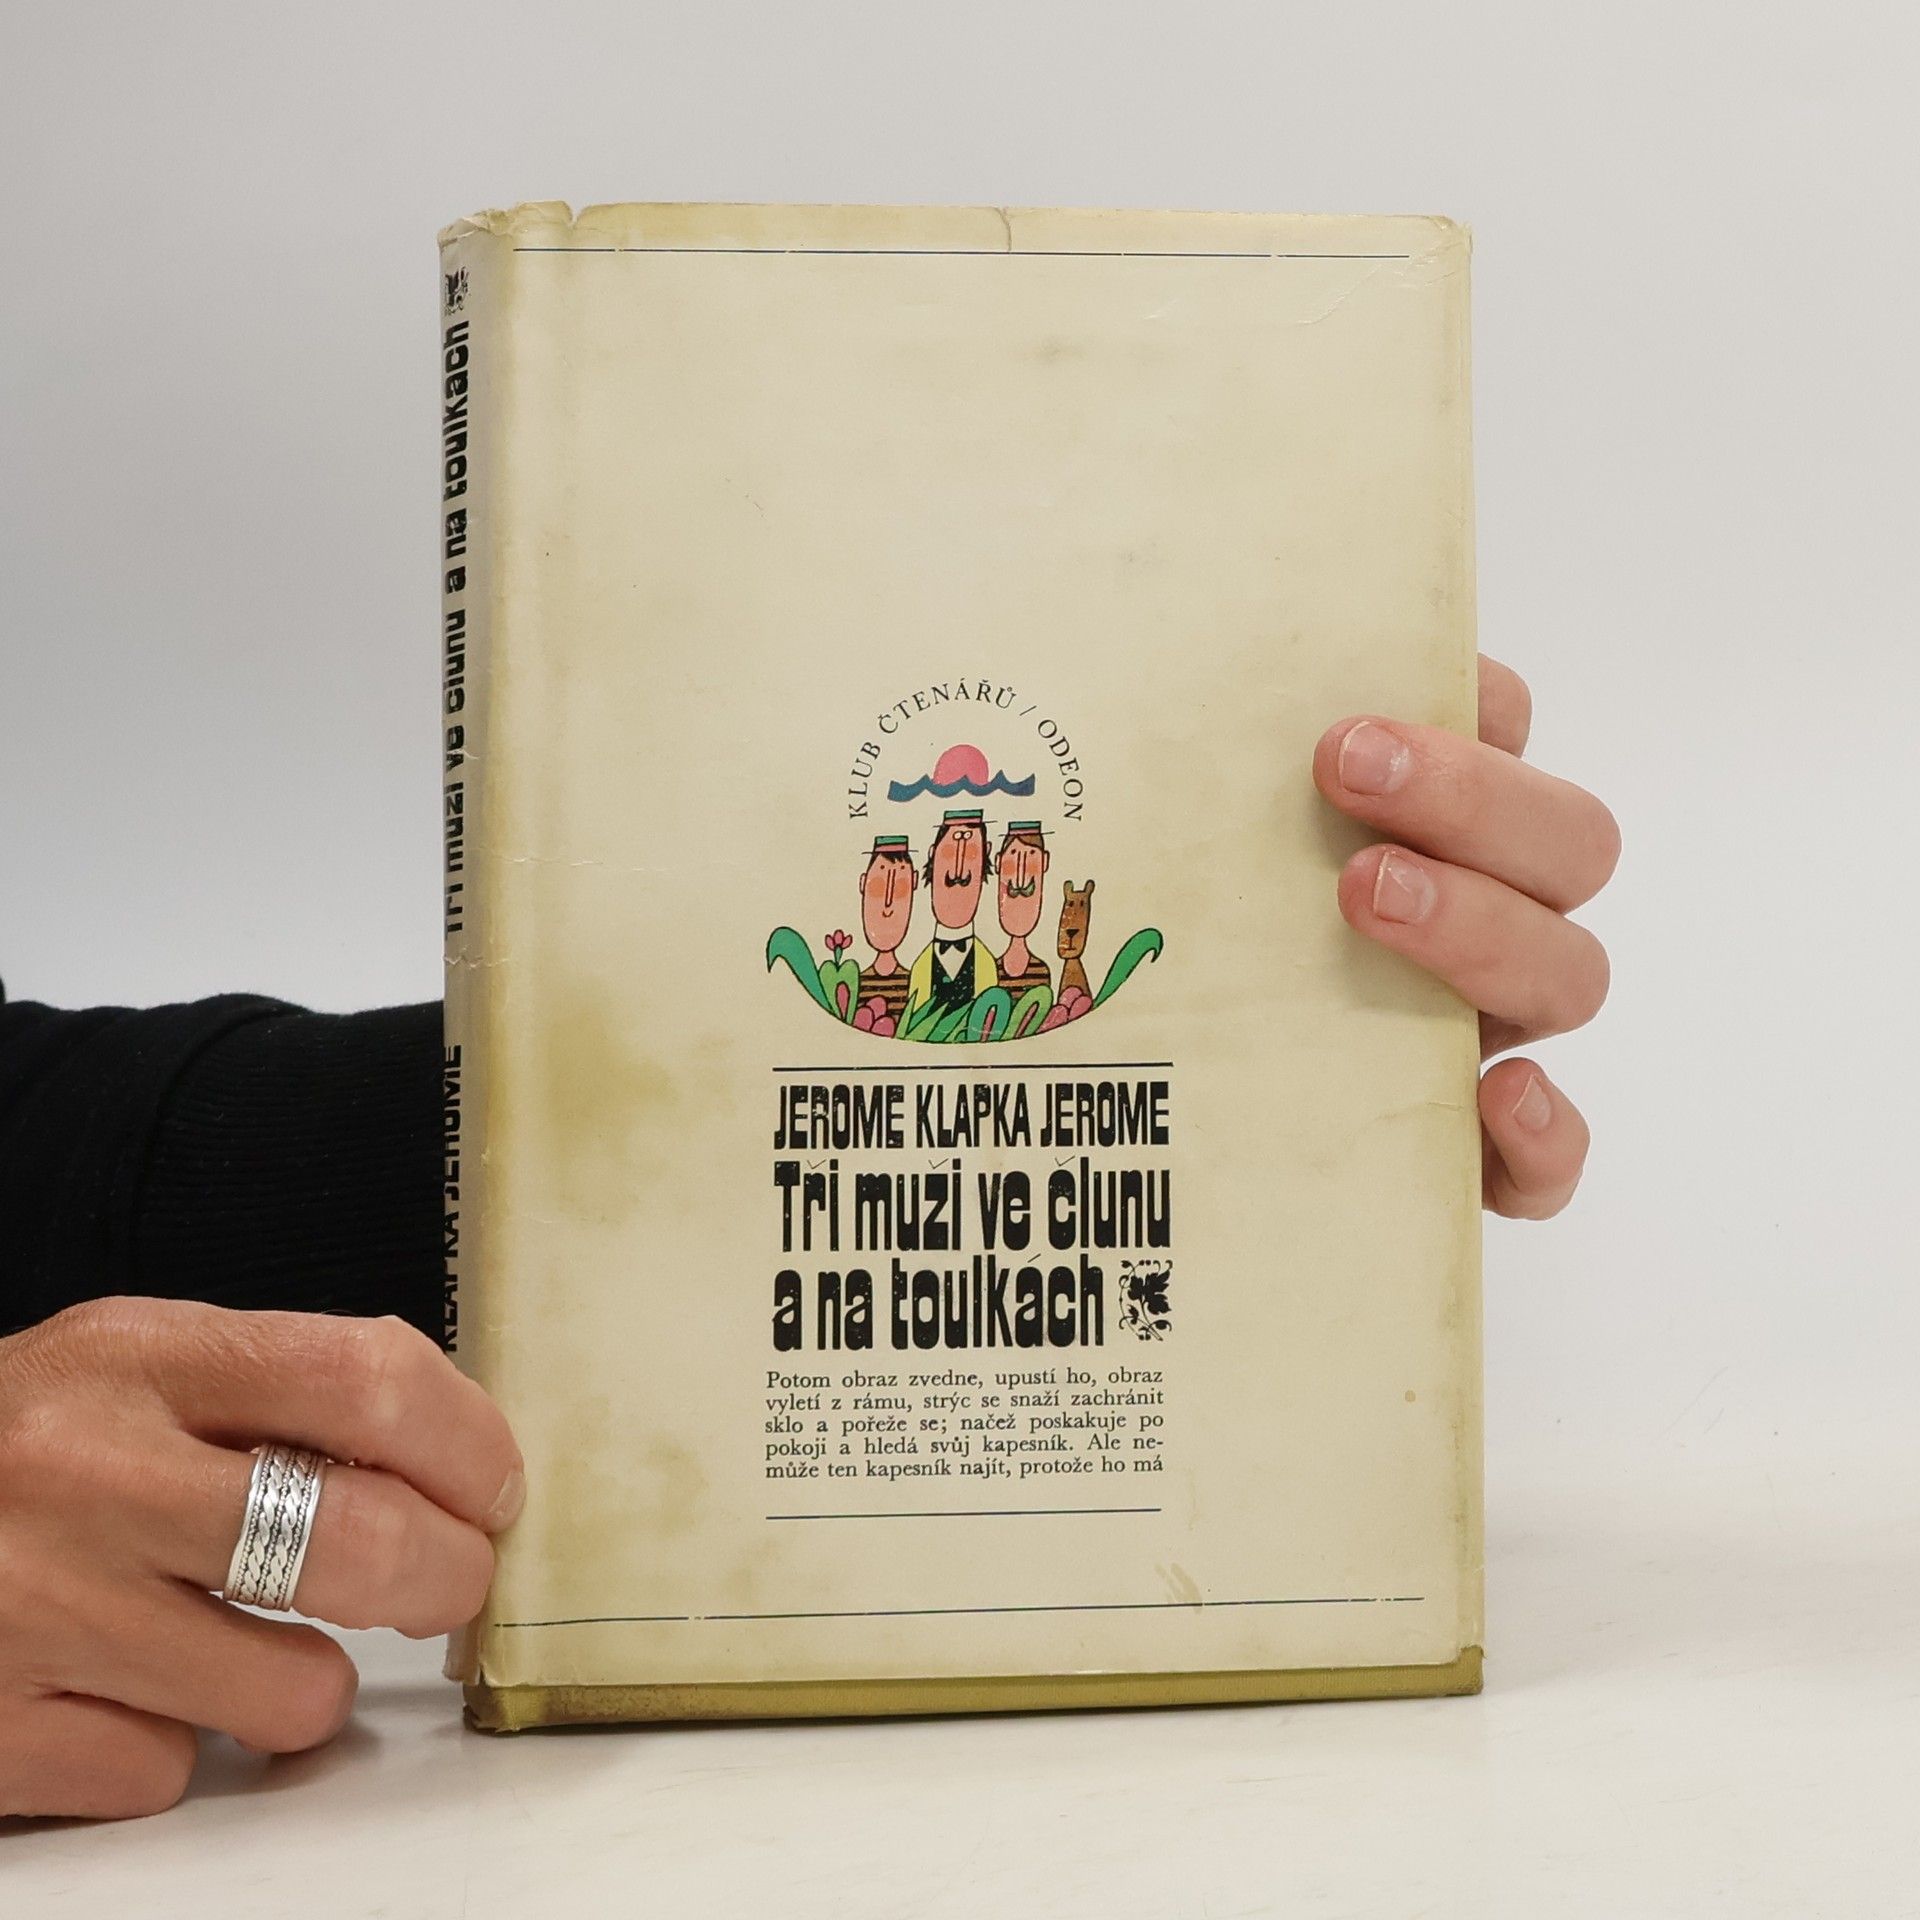 Tři muži ve člunu a na toulkách
KLAPKA JEROME
KLUB ČTENÁŘŮ / ODEON
JEROME KLAPKA JEROME
Tři muži ve člunu
a na toulkách
Potom obraz zvedne, upustí ho, obraz
vyletí z rámu, strýc se snaží zachránit
sklo a pořeže se; načež poskakuje po
pokoji a hledá svůj kapesník. Ale ne-
může ten kapesník najít, protože ho má